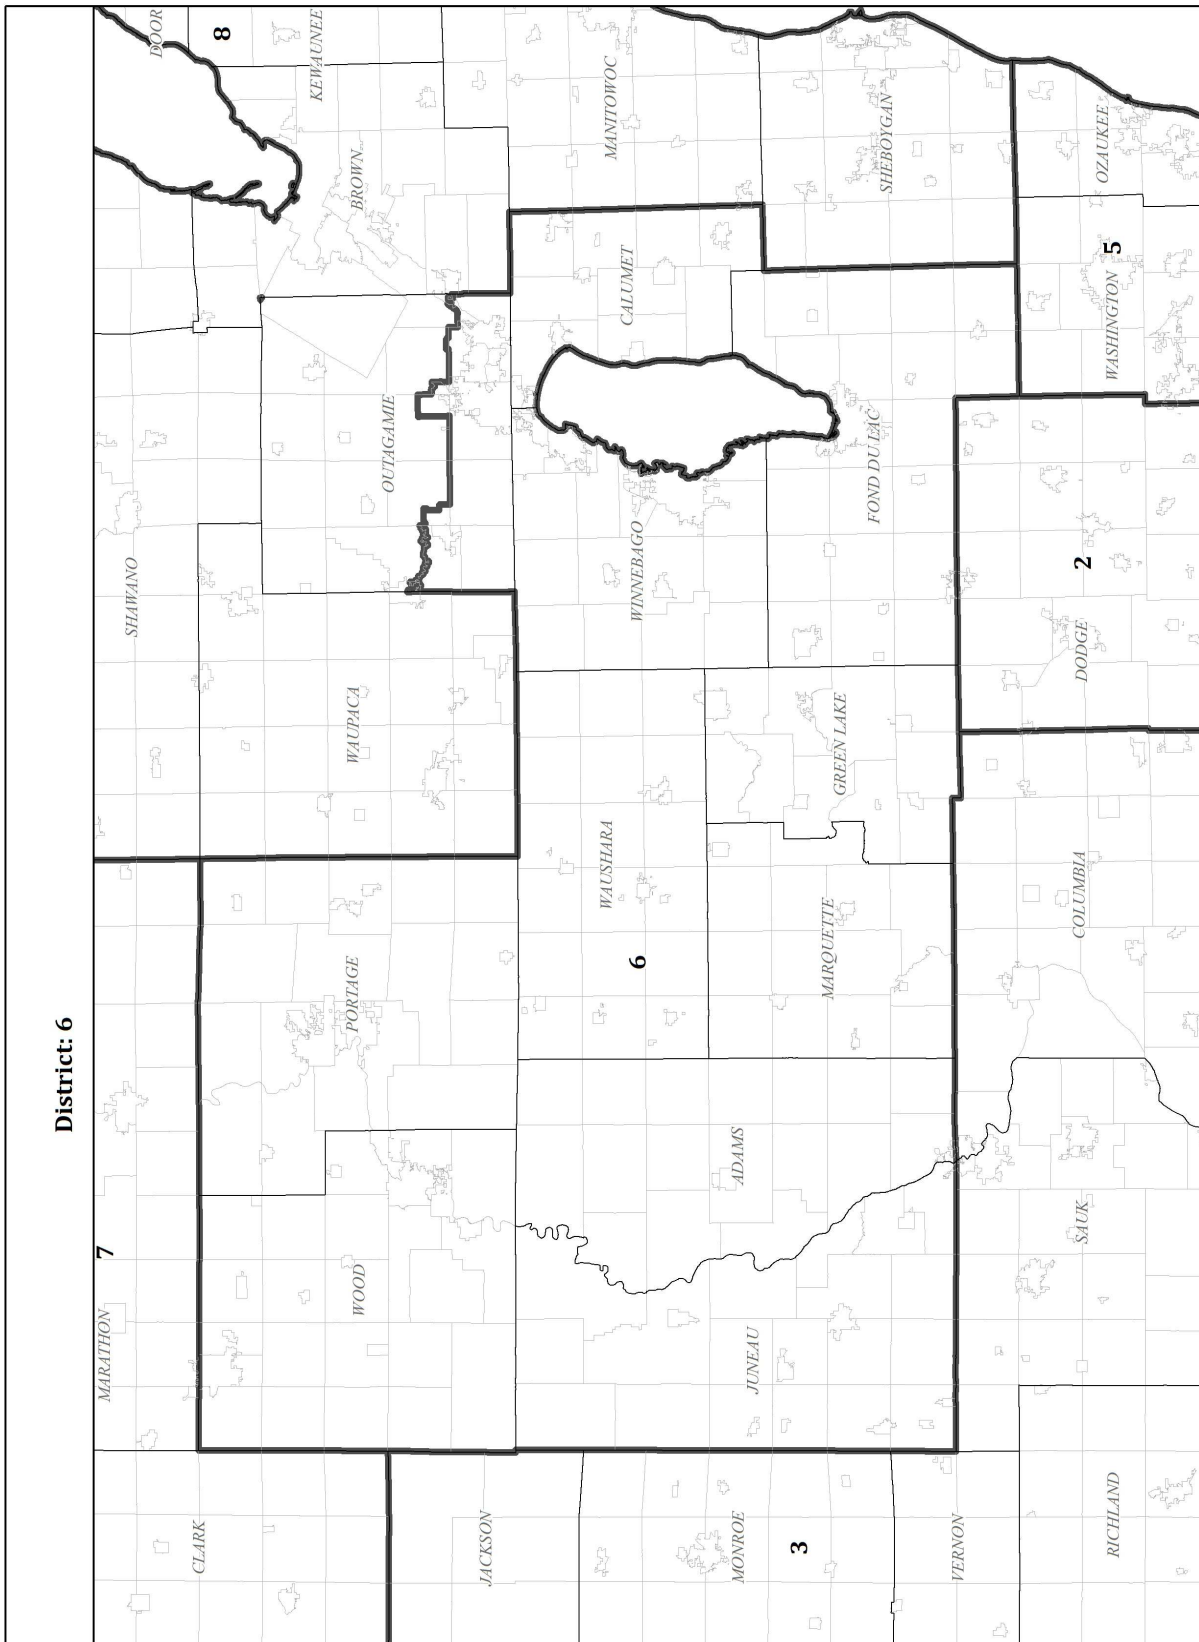 District: 6
MARATHON
7
SHAWANO
DOOR
8
CLARK
WOOD
PORTAGE
WAUPACA
OUTAGAMIE
BROWN
KEWAUNEE
JACKSON
MONROE
3
JUNEAU
ADAMS
6
WAUSHARA
MARQUETTE
GREEN LAKE
WINNEBAGO
CALUMET
MANITOWOC
FOND DU LAC
SHEBOYGAN
VERNON
RICHLAND
SAUK
COLUMBIA
DODGE
2
WASHINGTON
5
OZAUKEE